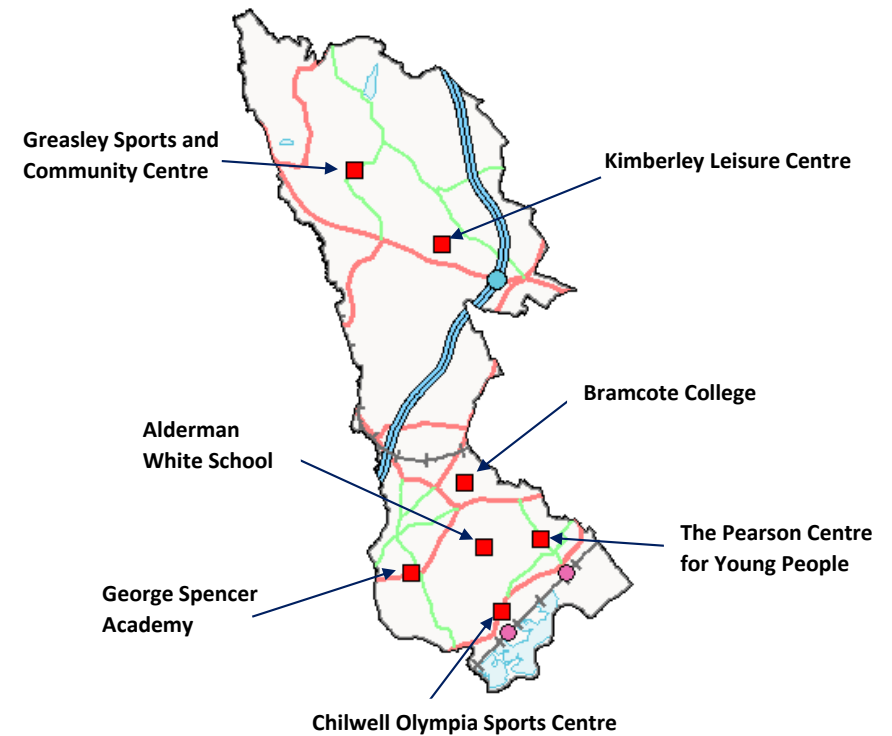 Greasley Sports and
Community Centre
Kimberley Leisure Centre
Bramcote College
Alderman
White School
The Pearson Centre
for Young People
George Spencer
Academy
Chilwell Olympia Sports Centre